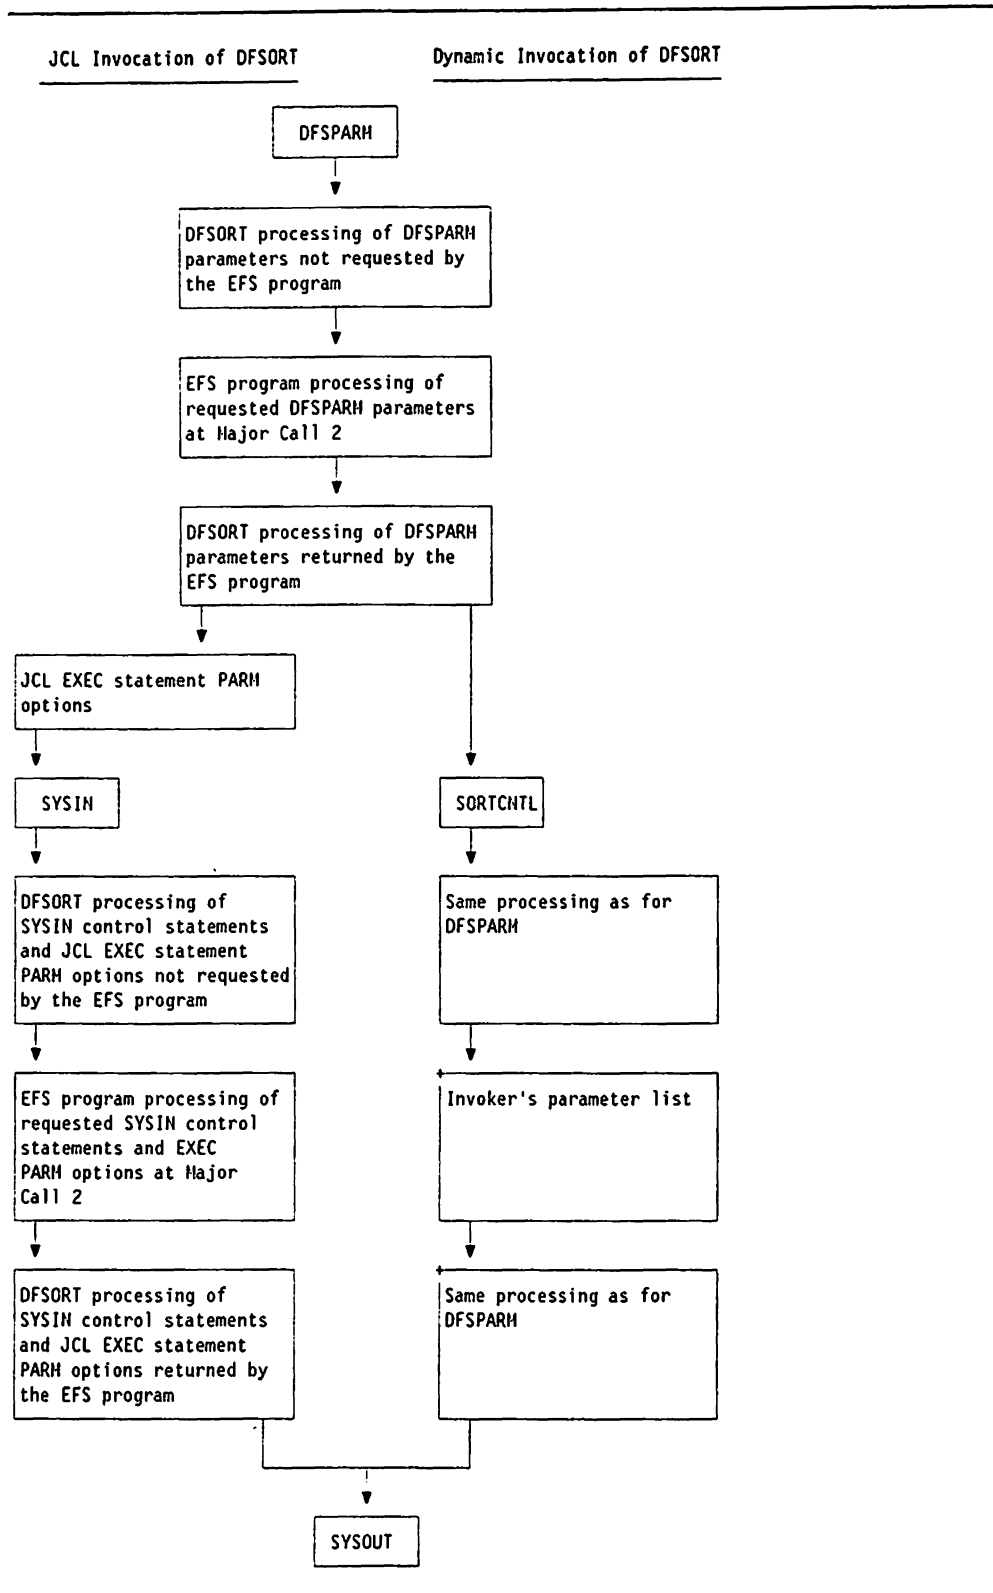 JCL Invocation of DFSORT
Dynamic Invocation of DFSORT
DFSPARM
DFSORT processing of DFSPARM
parameters not requested by
the EFS program
EFS program processing of
requested DFSPARM parameters
at Major Call 2
DFSORT processing of DFSPARM
parameters returned by the
EFS program
JCL EXEC statement PARM
options
SYSIN
DFSORT processing of
SYSIN control statements
and JCL EXEC statement
PARM options not requested
by the EFS program
EFS program processing of
requested SYSIN control
statements and EXEC
PARM options at Major
Call 2
DFSORT processing of
SYSIN control statements
and JCL EXEC statement
PARM options returned by
the EFS program
SORTCNTL
Same processing as for
DFSPARM
Invoker's parameter list
Same processing as for
DFSPARM
SYSOUT